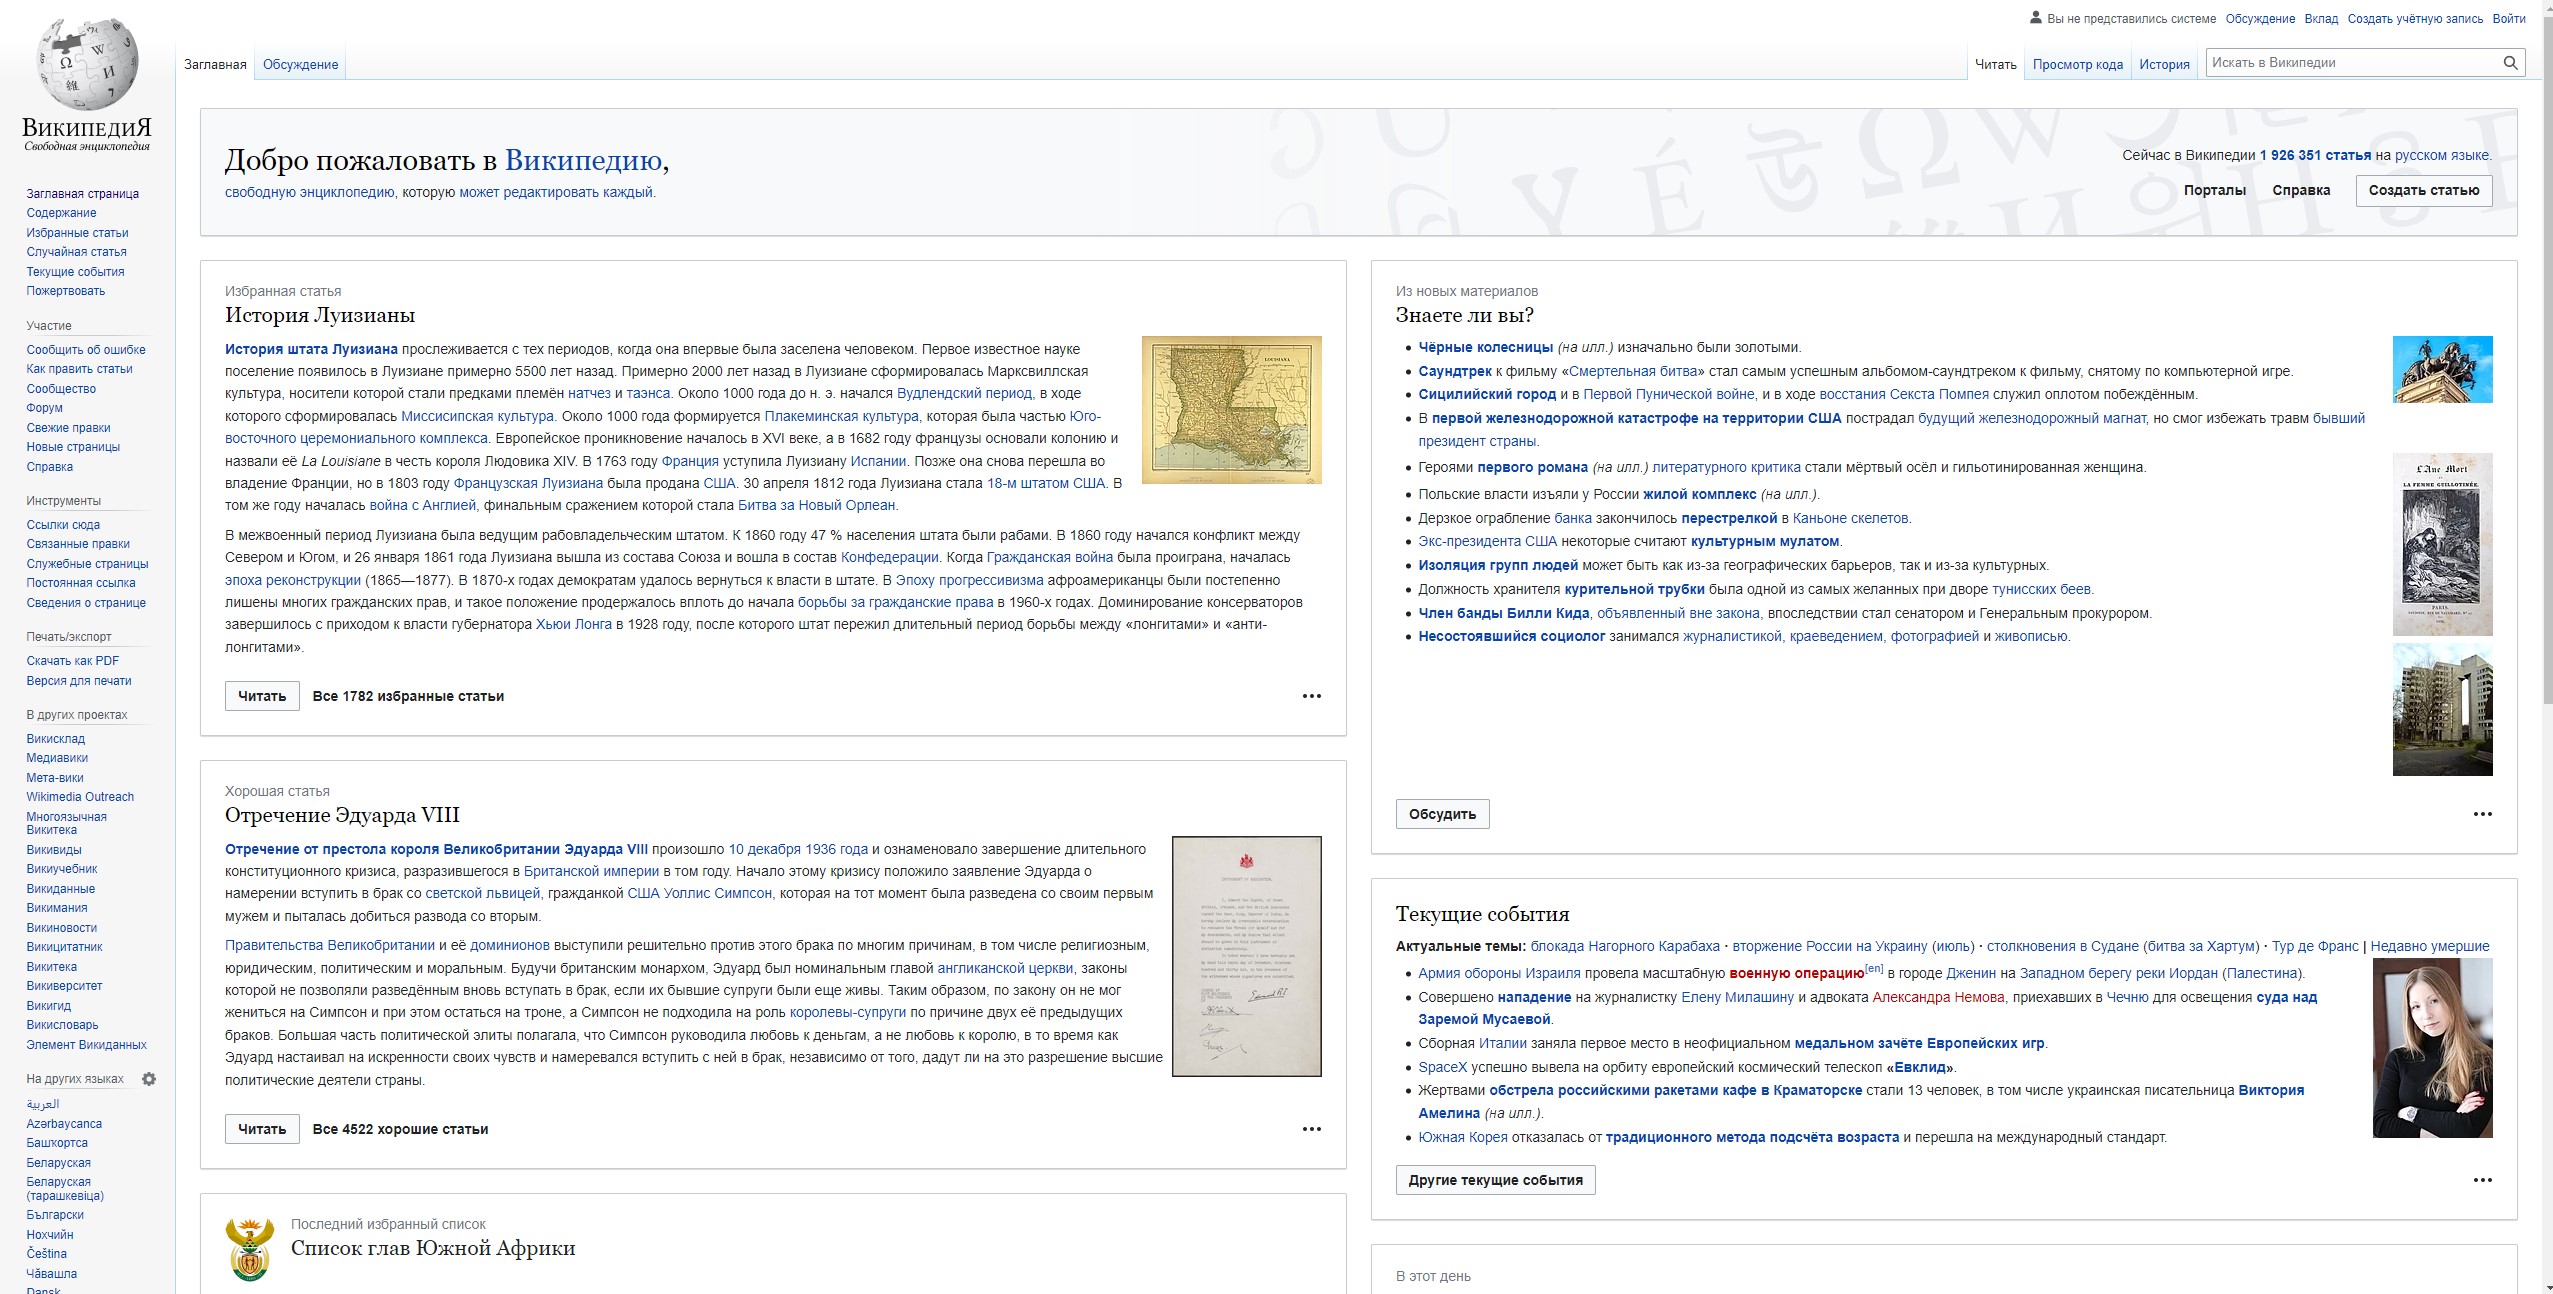 Вы не представились системе Обсуждение Вклад Создать учётную запись Войти
ВикипедиЯ
Свободная энциклопедия
Заглавная Обсуждение
Читать Просмотр кода История Искать в Википедии
Заглавная страница
Содержание
Избранные статьи
Случайная статья
Текущие события
Пожертвовать
Участие
Сообщить об ошибке
Как править статьи
Сообщество
Форум
Свежие правки
Новые страницы
Справка
Инструменты
Ссылки сюда
Связанные правки
Служебные страницы
Постоянная ссылка
Сведения о странице
Печать/экспорт
Скачать как PDF
Версия для печати
В других проектах
Викисклад
Медиавики
Мета-вики
Wikimedia Outreach
Многоязычная
Викитека
Викивиды
Викиучебник
Викиданные
Викимания
Викиновости
Викицитатник
Викитека
Викиверситет
Викигид
Викисловарь
Элемент Викиданных
На других языках
العربية
Azərbaycanca
Башҡортса
Беларуская
Беларуская
(тарашкевіца)
Български
Нохчийн
Čeština
Чӑвашла
Dansk
Добро пожаловать в Википедию,
свободную энциклопедию, которую может редактировать каждый.
Сейчас в Википедии 1 926 351 статья на русском языке.
Порталы Справка Создать статью
Избранная статья
История Луизианы
История штата Луизиана прослеживается с тех периодов, когда она впервые была заселена человеком. Первое известное науке
поселение появилось в Луизиане примерно 5500 лет назад. Примерно 2000 лет назад в Луизиане сформировалась Марксвиллская
культура, носители которой стали предками племён натчез и таэнса. Около 1000 года до н. э. начался Вудлендский период, в ходе
которого сформировалась Миссисипская культура. Около 1000 года формируется Плакеминская культура, которая была частью Юго-
восточного церемониального комплекса. Европейское проникновение началось в XVI веке, а в 1682 году французы основали колонию и
назвали её La Louisiane в честь короля Людовика XIV. В 1763 году Франция уступила Луизиану Испании. Позже она снова перешла во
владение Франции, но в 1803 году Французская Луизиана была продана США. 30 апреля 1812 года Луизиана стала 18-м штатом США. В
том же году началась война с Англией, финальным сражением которой стала Битва за Новый Орлеан.
В межвоенный период Луизиана была ведущим рабовладельческим штатом. К 1860 году 47 % населения штата были рабами. В 1860 году начался конфликт между
Севером и Югом, и 26 января 1861 года Луизиана вышла из состава Союза и вошла в состав Конфедерации. Когда Гражданская война была проиграна, началась
эпоха реконструкции (1865—1877). В 1870-х годах демократам удалось вернуться к власти в штате. В Эпоху прогрессивизма афроамериканцы были постепенно
лишены многих гражданских прав, и такое положение продержалось вплоть до начала борьбы за гражданские права в 1960-х годах. Доминирование консерваторов
завершилось с приходом к власти губернатора Хьюи Лонга в 1928 году, после которого штат пережил длительный период борьбы между «лонгитами» и «анти-
лонгитами».
Читать Все 1782 избранные статьи
LOUISIANA
Хорошая статья
Отречение Эдуарда VIII
Отречение от престола короля Великобритании Эдуарда VIII произошло 10 декабря 1936 года и ознаменовало завершение длительного
конституционного кризиса, разразившегося в Британской империи в том году. Начало этому кризису положило заявление Эдуарда о
намерении вступить в брак со светской львицей, гражданкой США Уоллис Симпсон, которая на тот момент была разведена со своим первым
мужем и пыталась добиться развода со вторым.
Правительства Великобритании и её доминионов выступили решительно против этого брака по многим причинам, в том числе религиозным,
юридическим, политическим и моральным. Будучи британским монархом, Эдуард был номинальным главой англиканской церкви, законы
которой не позволяли разведённым вновь вступать в брак, если их бывшие супруги были еще живы. Таким образом, по закону он не мог
жениться на Симпсон и при этом остаться на троне, а Симпсон не подходила на роль королевы-супруги по причине двух её предыдущих
браков. Большая часть политической элиты полагала, что Симпсон руководила любовь к деньгам, а не любовь к королю, в то время как
Эдуард настаивал на искренности своих чувств и намеревался вступить с ней в брак, независимо от того, дадут ли на это разрешение высшие
политические деятели страны.
Читать Все 4522 хорошие статьи
Последний избранный список
Список глав Южной Африки
Из новых материалов
Знаете ли вы?
Чёрные колесницы (на илл.) изначально были золотыми.
Саундтрек к фильму «Смертельная битва» стал самым успешным альбомом-саундтреком к фильму, снятому по компьютерной игре.
Сицилийский город и в Первой Пунической войне, и в ходе восстания Секста Помпея служил оплотом побеждённым.
В первой железнодорожной катастрофе на территории США пострадал будущий железнодорожный магнат, но смог избежать травм бывший
президент страны.
Героями первого романа (на илл.) литературного критика стали мёртвый осёл и гильотинированная женщина.
Польские власти изъяли у России жилой комплекс (на илл.).
Дерзкое ограбление банка закончилось перестрелкой в Каньоне скелетов.
Экс-президента США некоторые считают культурным мулатом.
Изоляция групп людей может быть как из-за географических барьеров, так и из-за культурных.
Должность хранителя курительной трубки была одной из самых желанных при дворе тунисских беев.
Член банды Билли Кида, объявленный вне закона, впоследствии стал сенатором и Генеральным прокурором.
Несостоявшийся социолог занимался журналистикой, краеведением, фотографией и живописью.
L'Ane Mort
LA FEMME GUILLOTINÉE.
PARIS.
Обсудить
Текущие события
Актуальные темы: блокада Нагорного Карабаха · вторжение России на Украину (июль) · столкновения в Судане (битва за Хартум) · Тур де Франс | Недавно умершие
Армия обороны Израиля провела масштабную военную операцию[en] в городе Дженин на Западном берегу реки Иордан (Палестина).
Совершено нападение на журналистку Елену Милашину и адвоката Александра Немова, приехавших в Чечню для освещения суда над
Заремой Мусаевой.
Сборная Италии заняла первое место в неофициальном медальном зачёте Европейских игр.
SpaceX успешно вывела на орбиту европейский космический телескоп «Евклид».
Жертвами обстрела российскими ракетами кафе в Краматорске стали 13 человек, в том числе украинская писательница Виктория
Амелина (на илл.).
Южная Корея отказалась от традиционного метода подсчёта возраста и перешла на международный стандарт.
Другие текущие события
В этот день